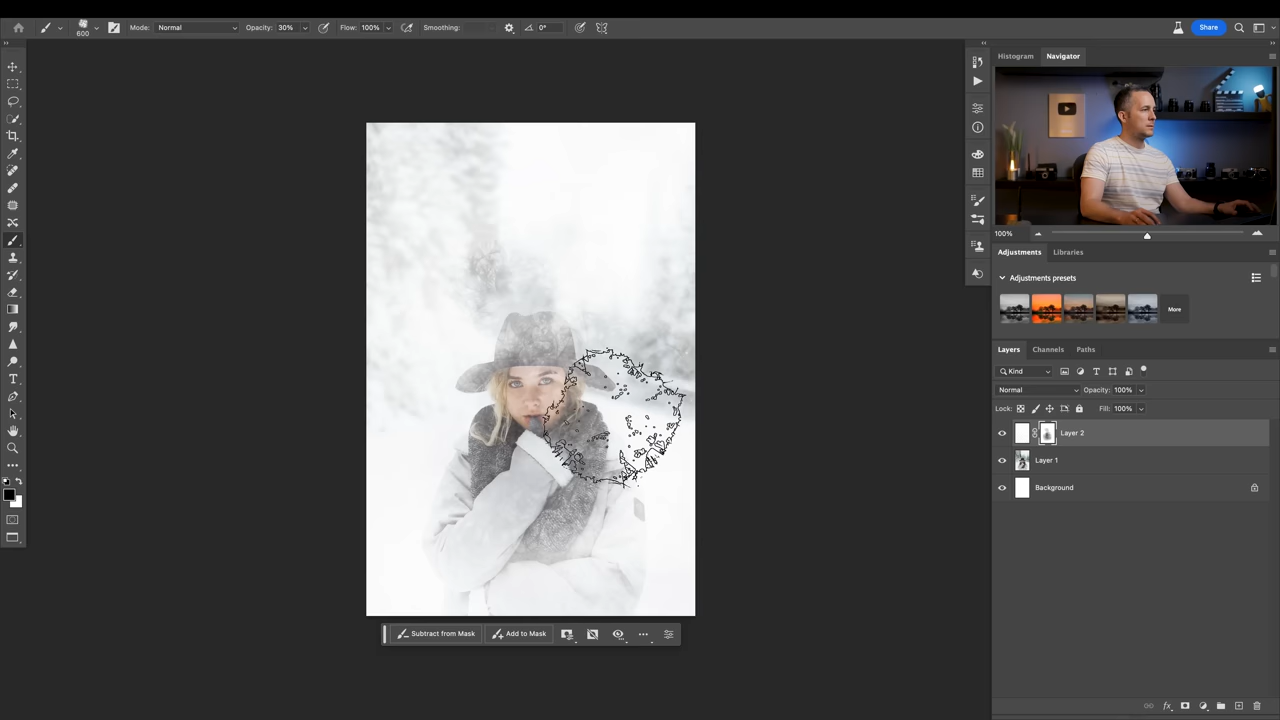 600
Mode: Normal
Opacity: 30%
Flow: 100%
Smoothing:
0°
Share
Histogram
Navigator
100%
Adjustments
Libraries
Adjustments presets
More
Layers
Channels
Paths
Kind
Normal
Opacity: 100%
Lock:
Fill: 100%
Layer 2
Layer 1
Background
Subtract from Mask
Add to Mask